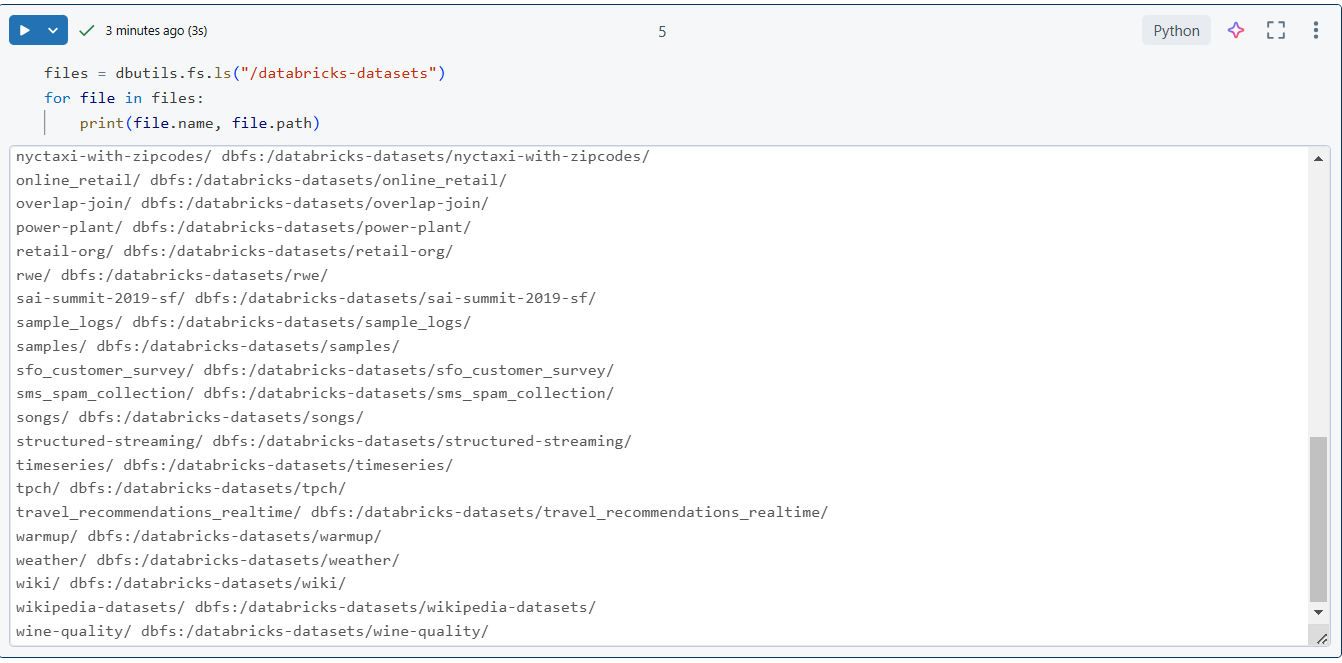 3 minutes ago (3s)
5
Python
files = dbutils.fs.ls("/databricks-datasets")
for file in files:
    print(file.name, file.path)
nyctaxi-with-zipcodes/ dbfs:/databricks-datasets/nyctaxi-with-zipcodes/
online_retail/ dbfs:/databricks-datasets/online_retail/
overlap-join/ dbfs:/databricks-datasets/overlap-join/
power-plant/ dbfs:/databricks-datasets/power-plant/
retail-org/ dbfs:/databricks-datasets/retail-org/
rwe/ dbfs:/databricks-datasets/rwe/
sai-summit-2019-sf/ dbfs:/databricks-datasets/sai-summit-2019-sf/
sample_logs/ dbfs:/databricks-datasets/sample_logs/
samples/ dbfs:/databricks-datasets/samples/
sfo_customer_survey/ dbfs:/databricks-datasets/sfo_customer_survey/
sms_spam_collection/ dbfs:/databricks-datasets/sms_spam_collection/
songs/ dbfs:/databricks-datasets/songs/
structured-streaming/ dbfs:/databricks-datasets/structured-streaming/
timeseries/ dbfs:/databricks-datasets/timeseries/
tpch/ dbfs:/databricks-datasets/tpch/
travel_recommendations_realtime/ dbfs:/databricks-datasets/travel_recommendations_realtime/
warmup/ dbfs:/databricks-datasets/warmup/
weather/ dbfs:/databricks-datasets/weather/
wiki/ dbfs:/databricks-datasets/wiki/
wikipedia-datasets/ dbfs:/databricks-datasets/wikipedia-datasets/
wine-quality/ dbfs:/databricks-datasets/wine-quality/